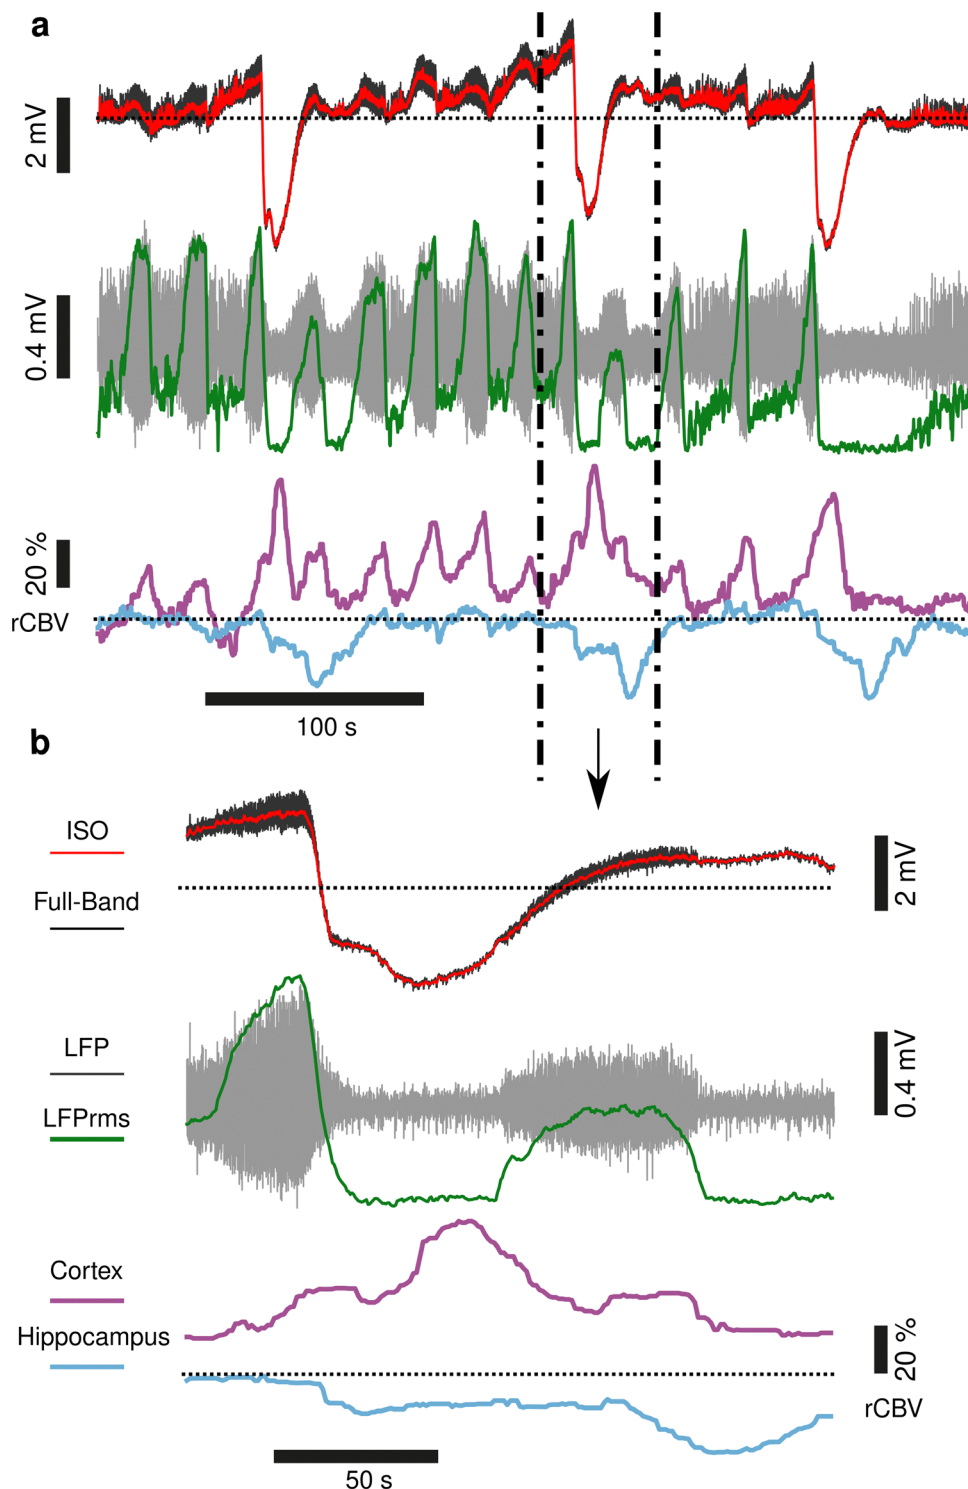 a
2 mV
0.4 mV
20 %
rCBV
100 s
b
ISO
Full-Band
2 mV
LFP
LFPrms
0.4 mV
Cortex
Hippocampus
20 %
rCBV
50 s